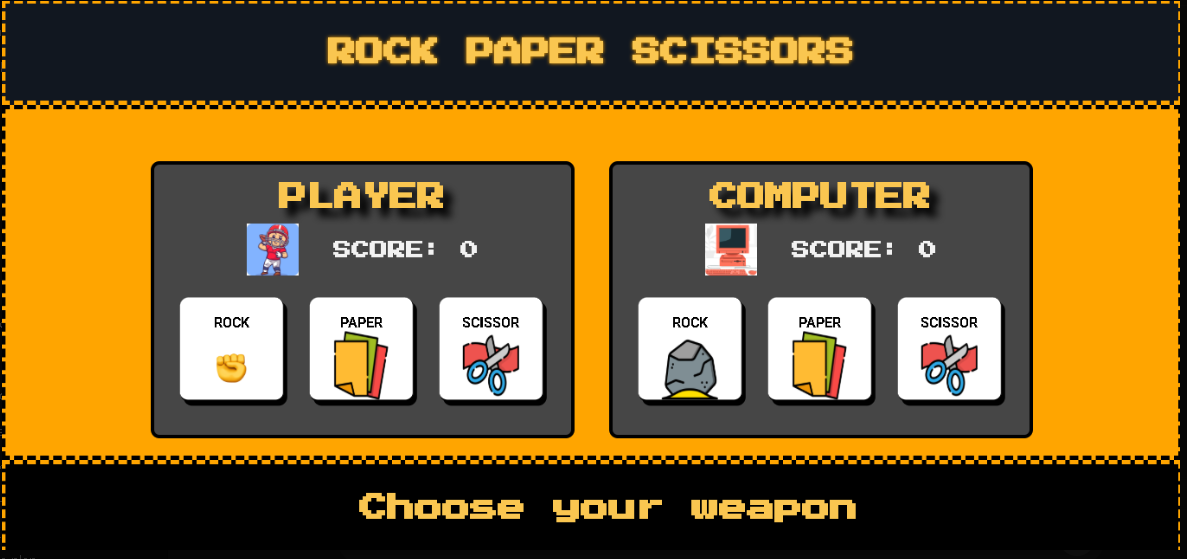 ROCK PAPER SCISSORS
PLAYER
SCORE: 0
ROCK
PAPER
SCISSOR
COMPUTER
SCORE: 0
ROCK
PAPER
SCISSOR
Choose your weapon